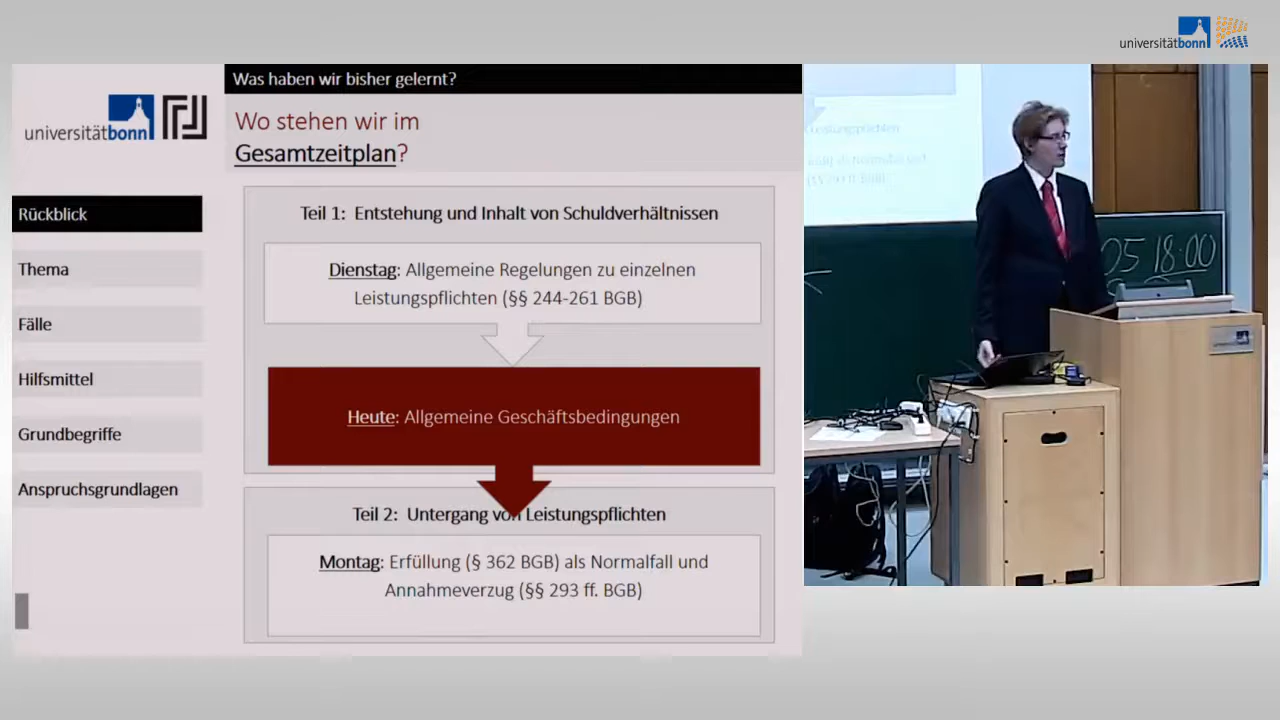 universitätbonn
Was haben wir bisher gelernt?
universitätbonn
Wo stehen wir im
Gesamtzeitplan?
Rückblick
Thema
Fälle
Hilfsmittel
Grundbegriffe
Anspruchsgrundlagen
Teil 1: Entstehung und Inhalt von Schuldverhältnissen
Dienstag: Allgemeine Regelungen zu einzelnen
Leistungspflichten (§§ 244-261 BGB)
Heute: Allgemeine Geschäftsbedingungen
Teil 2: Untergang von Leistungspflichten
Montag: Erfüllung (§ 362 BGB) als Normalfall und
Annahmeverzug (§§ 293 ff. BGB)
05 18:00